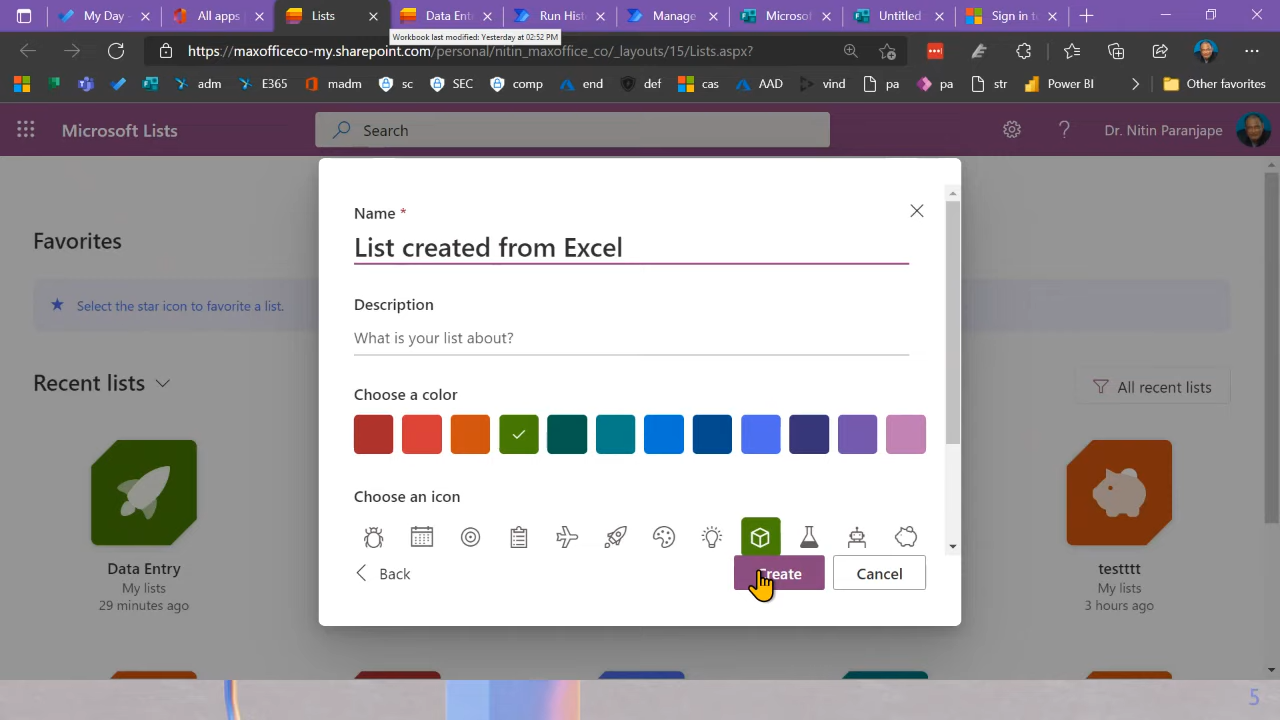 My Day -
All apps
Lists
Data Ent
Run Hist
Manage
Microsof
Untitled
Sign in t
Workbook last modified: Yesterday at 02:52 PM
https://maxofficeco-my.sharepoint.com/personal/nitin_maxoffice_co/_layouts/15/Lists.aspx?
adm
E365
madm
sc
SEC
comp
end
def
cas
AAD
vind
pa
pa
str
Power BI
Other favorites
Microsoft Lists
Search
Dr. Nitin Paranjape
Name *
List created from Excel
Favorites
Select the star icon to favorite a list.
Description
What is your list about?
Recent lists
All recent lists
Choose a color
Choose an icon
Back
Create
Cancel
Data Entry
My lists
29 minutes ago
testttt
My lists
3 hours ago
5